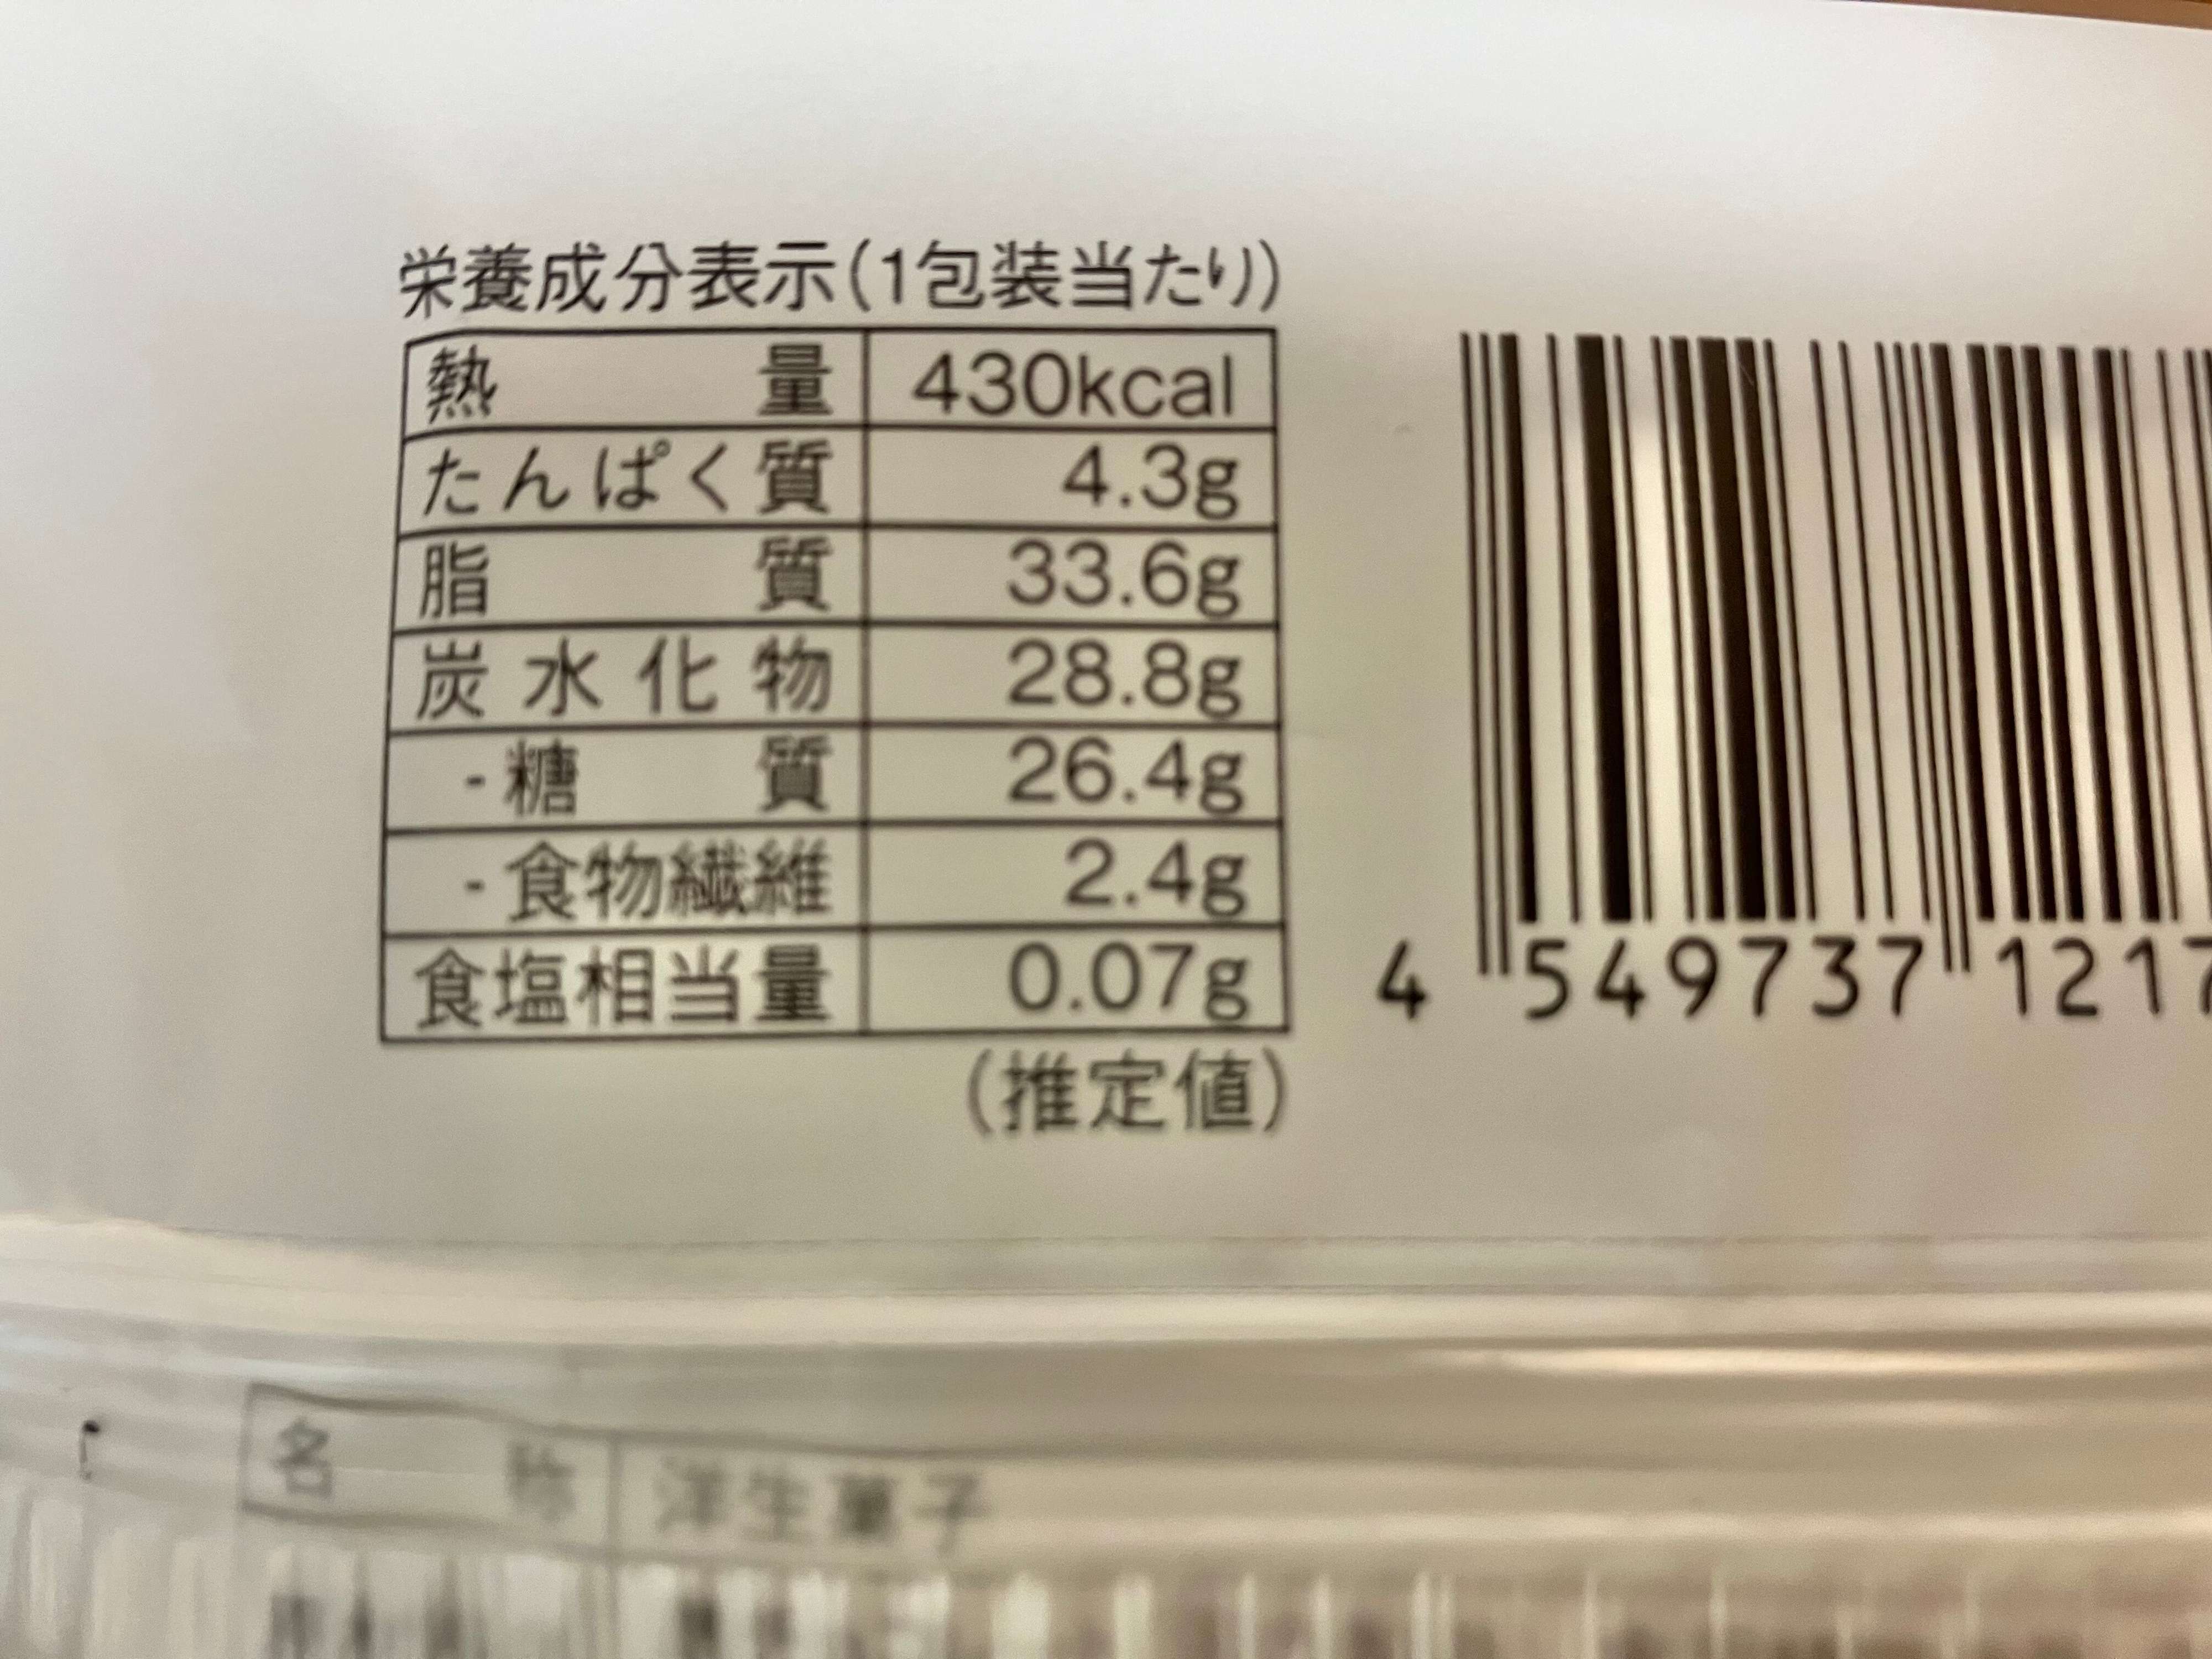 栄養成分表示(1包装当たり)
熱量 430kcal
たんぱく質 4.3g
脂質 33.6g
炭水化物 28.8g
-糖質 26.4g
-食物繊維 2.4g
食塩相当量 0.07g
(推定値)
4 549737 1217
名称 洋生菓子